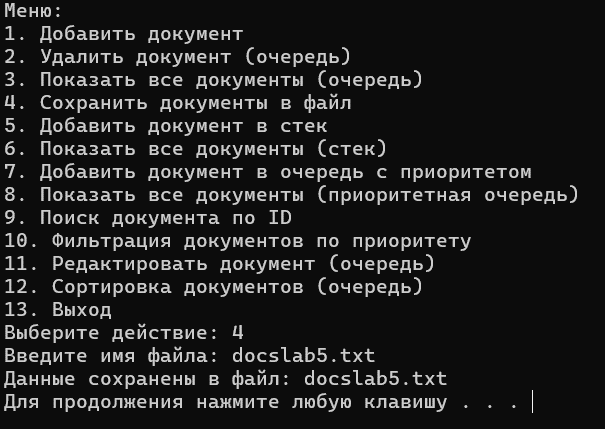 Меню:
1. Добавить документ
2. Удалить документ (очередь)
3. Показать все документы (очередь)
4. Сохранить документы в файл
5. Добавить документ в стек
6. Показать все документы (стек)
7. Добавить документ в очередь с приоритетом
8. Показать все документы (приоритетная очередь)
9. Поиск документа по ID
10. Фильтрация документов по приоритету
11. Редактировать документ (очередь)
12. Сортировка документов (очередь)
13. Выход
Выберите действие: 4
Введите имя файла: docslab5.txt
Данные сохранены в файл: docslab5.txt
Для продолжения нажмите любую клавишу . . .